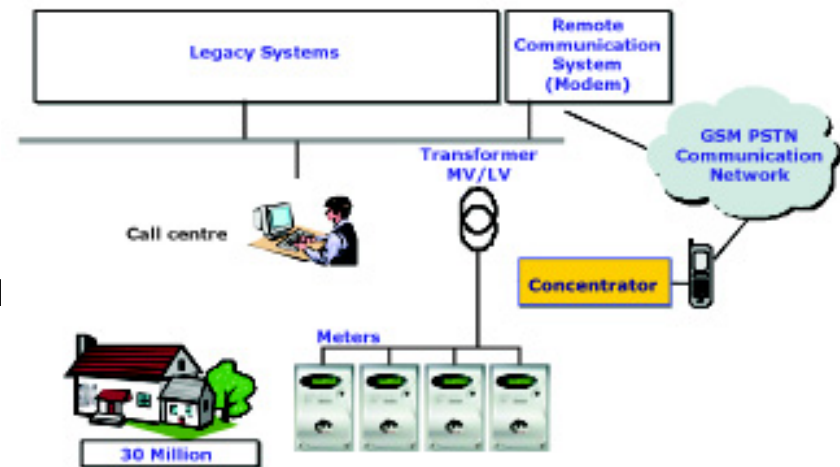 Legacy Systems
Remote
Communication
System
(Modem)
GSM PSTN
Communication
Network
Transformer
MV/LV
Call centre
Concentrator
Meters
30 Million